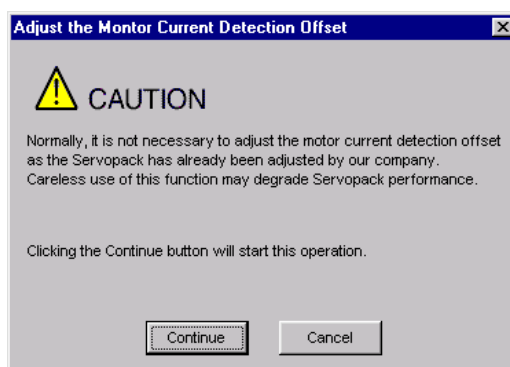 Adjust the Montor Current Detection Offset
CAUTION
Normally, it is not necessary to adjust the motor current detection offset
as the Servopack has already been adjusted by our company.
Careless use of this function may degrade Servopack performance.
Clicking the Continue button will start this operation.
Continue Cancel